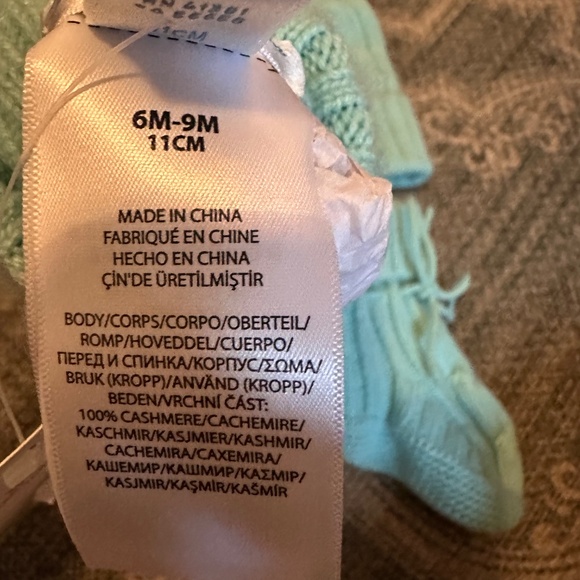 1CM
6M-9M
11CM
MADE IN CHINA
FABRIQUÉ EN CHINE
HECHO EN CHINA
ÇİN'DE ÜRETİLMİŞTİR
BODY/CORPS/CORPO/OBERTEIL/
ROMP/HOVEDDEL/CUERPO/
ПЕРЕД И СПИНКА/КОРПУС/ΣΩΜΑ/
BRUK (KROPP)/ANVÄND (KROPP)/
BEDEN/VRCHNÍ ČÁST:
100% CASHMERE/CACHEMIRE/
KASCHMIR/KASJMIER/KASHMIR/
CACHEMIRA/CAXEMIRA/
КАШЕМИР/КАШМИР/ΚΑΣΜΙΡ/
KASJMIR/KAŞMİR/KAŠMÍR